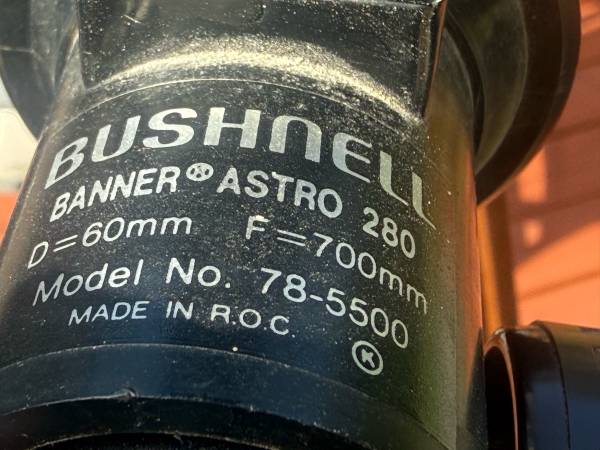 BUSHNELL
BANNER® ASTRO 280
D=60mm F=700mm
Model No. 78-5500
MADE IN R.O.C.
K